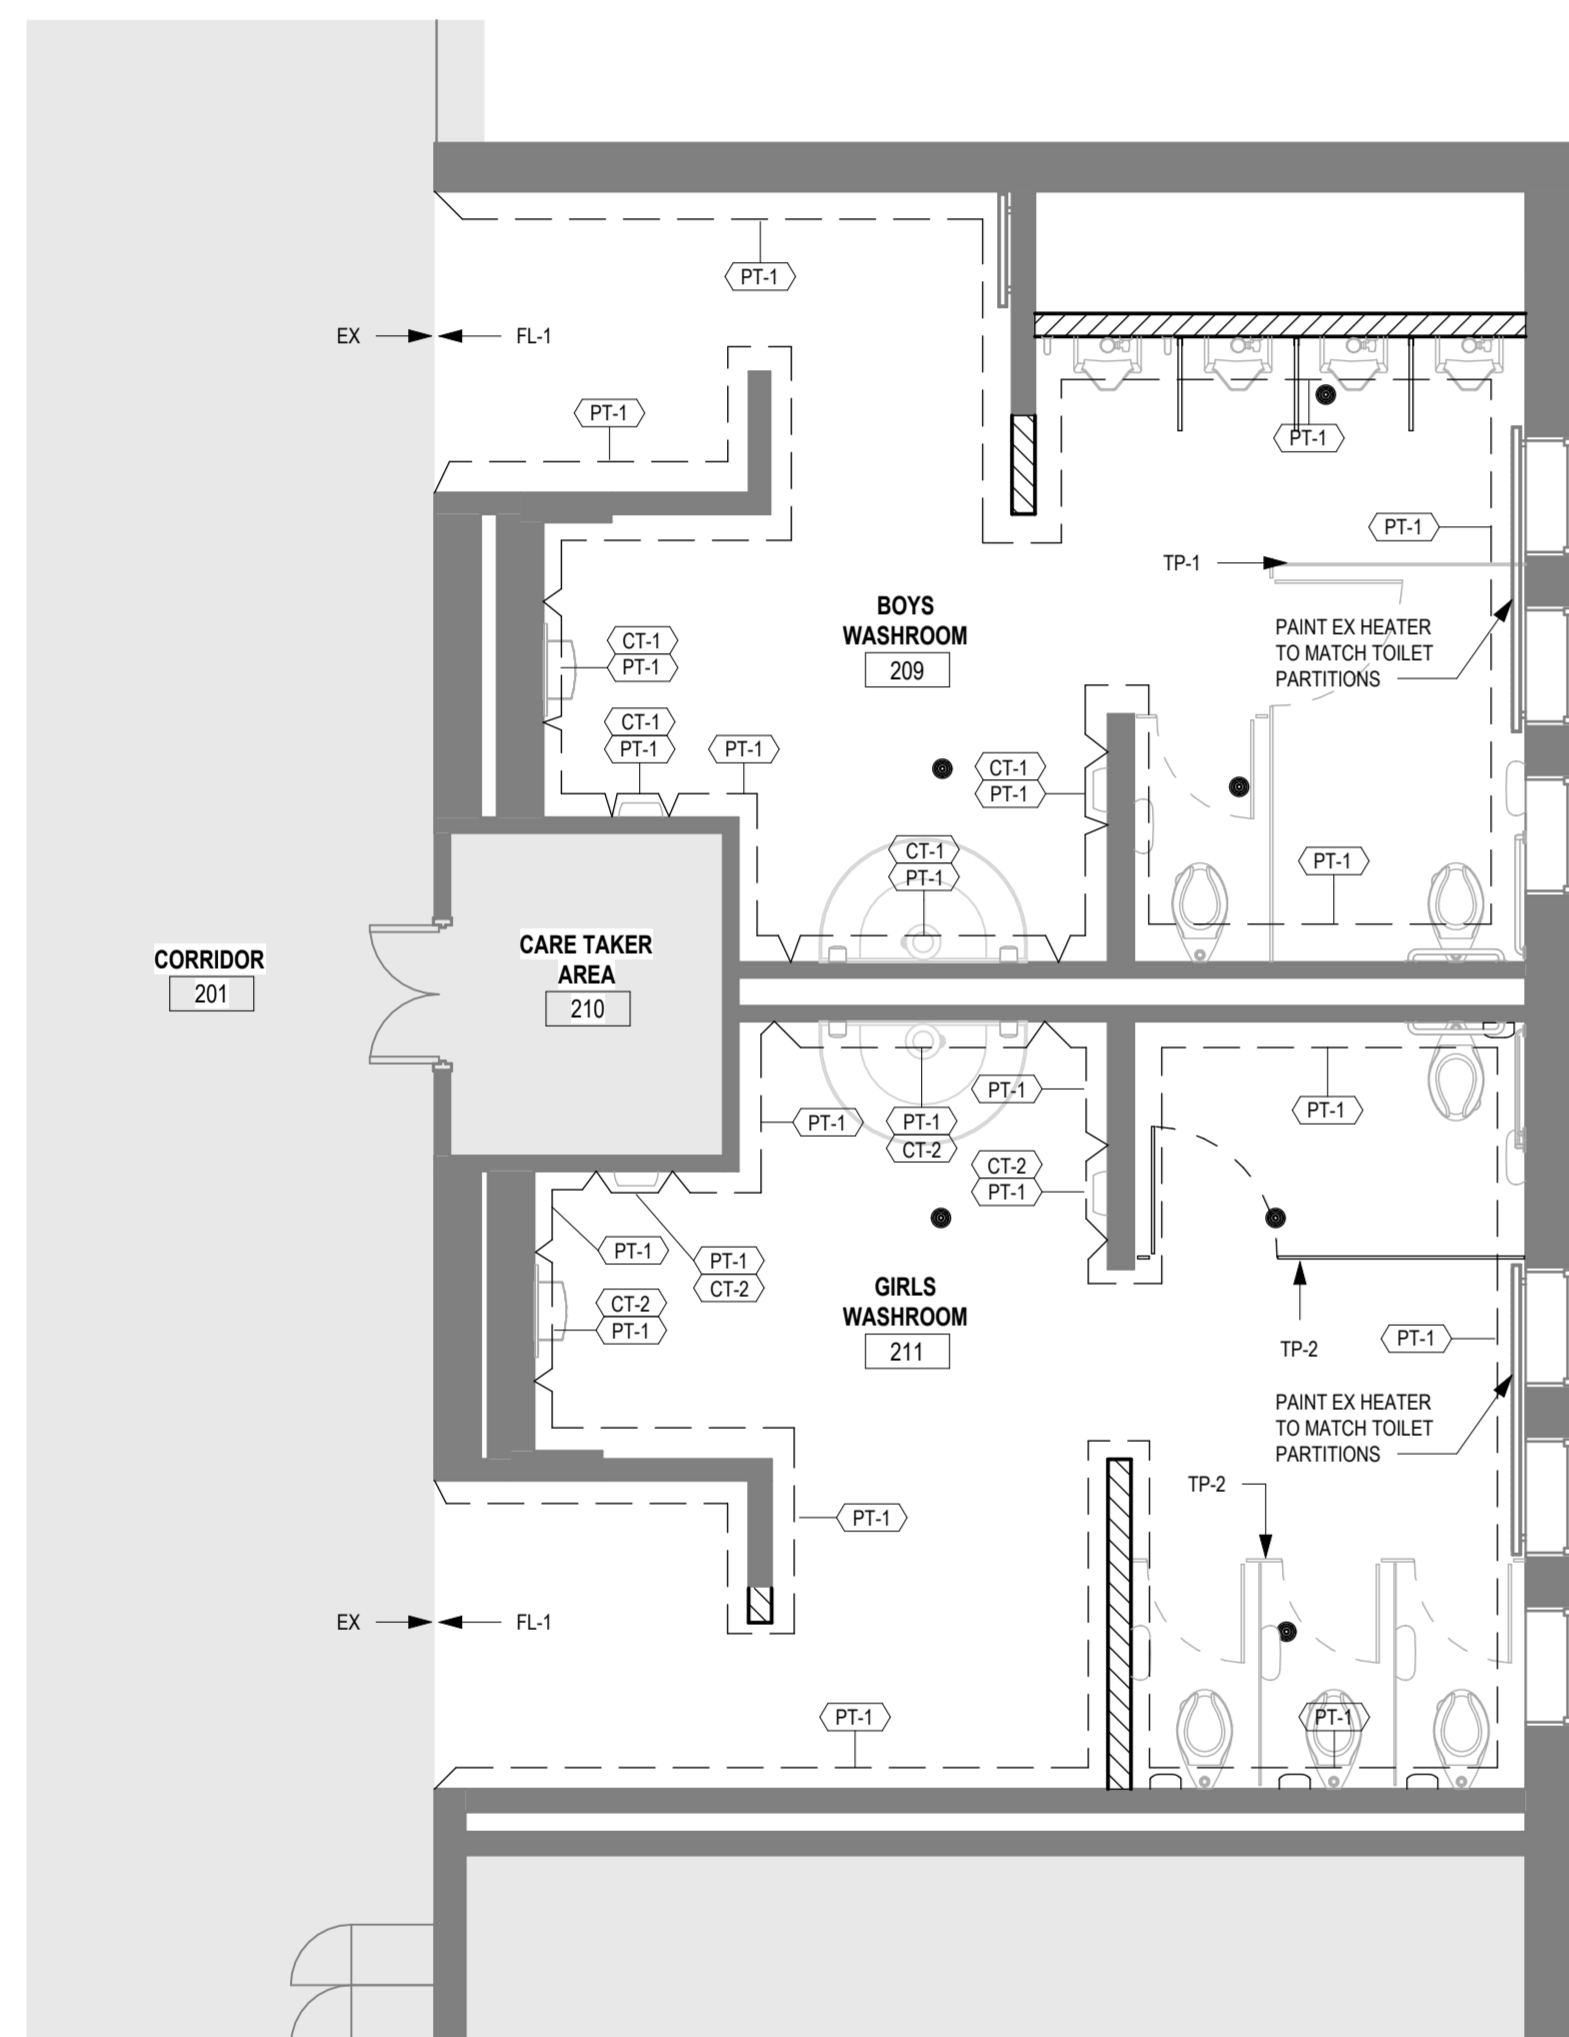 PT-1
EX
FL-1
PT-1
PT-1
PT-1
TP-1
BOYS
WASHROOM
209
PAINT EX HEATER
TO MATCH TOILET
PARTITIONS
CT-1
PT-1
CT-1
PT-1
PT-1
CT-1
PT-1
CT-1
PT-1
PT-1
CORRIDOR
201
CARE TAKER
AREA
210
PT-1
PT-1
PT-1
CT-2
PT-1
CT-2
PT-1
PT-1
PT-1
CT-2
CT-2
PT-1
GIRLS
WASHROOM
211
TP-2
PT-1
PAINT EX HEATER
TO MATCH TOILET
PARTITIONS
TP-2
PT-1
EX
FL-1
PT-1
PT-1